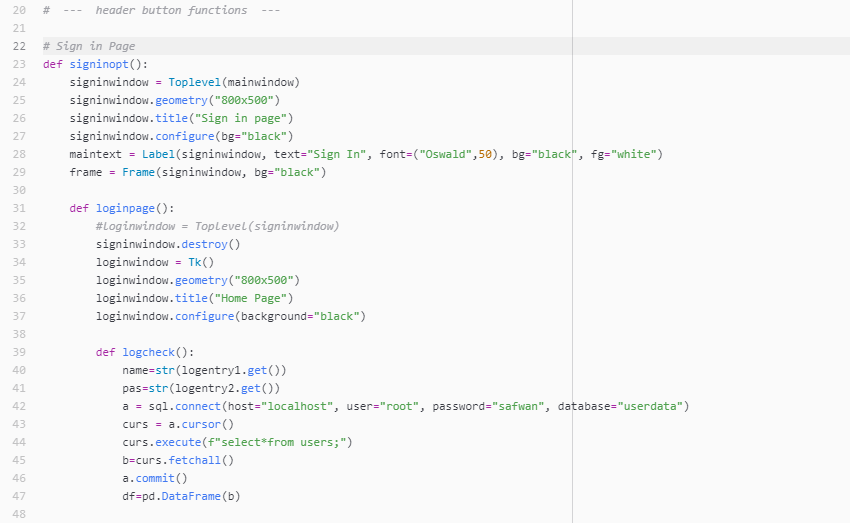 20 #  ---  header button functions  ---
21
22 # Sign in Page
23 def signinopt():
24     signinwindow = Toplevel(mainwindow)
25     signinwindow.geometry("800x500")
26     signinwindow.title("Sign in page")
27     signinwindow.configure(bg="black")
28     maintext = Label(signinwindow, text="Sign In", font=("Oswald",50), bg="black", fg="white")
29     frame = Frame(signinwindow, bg="black")
30
31     def loginpage():
32         #loginwindow = TopLevel(signinwindow)
33         signinwindow.destroy()
34         loginwindow = Tk()
35         loginwindow.geometry("800x500")
36         loginwindow.title("Home Page")
37         loginwindow.configure(background="black")
38
39         def logcheck():
40             name=str(logentry1.get())
41             pas=str(logentry2.get())
42             a = sql.connect(host="localhost", user="root", password="safwan", database="userdata")
43             curs = a.cursor()
44             curs.execute(f"select*from users;")
45             b=curs.fetchall()
46             a.commit()
47             df=pd.DataFrame(b)
48